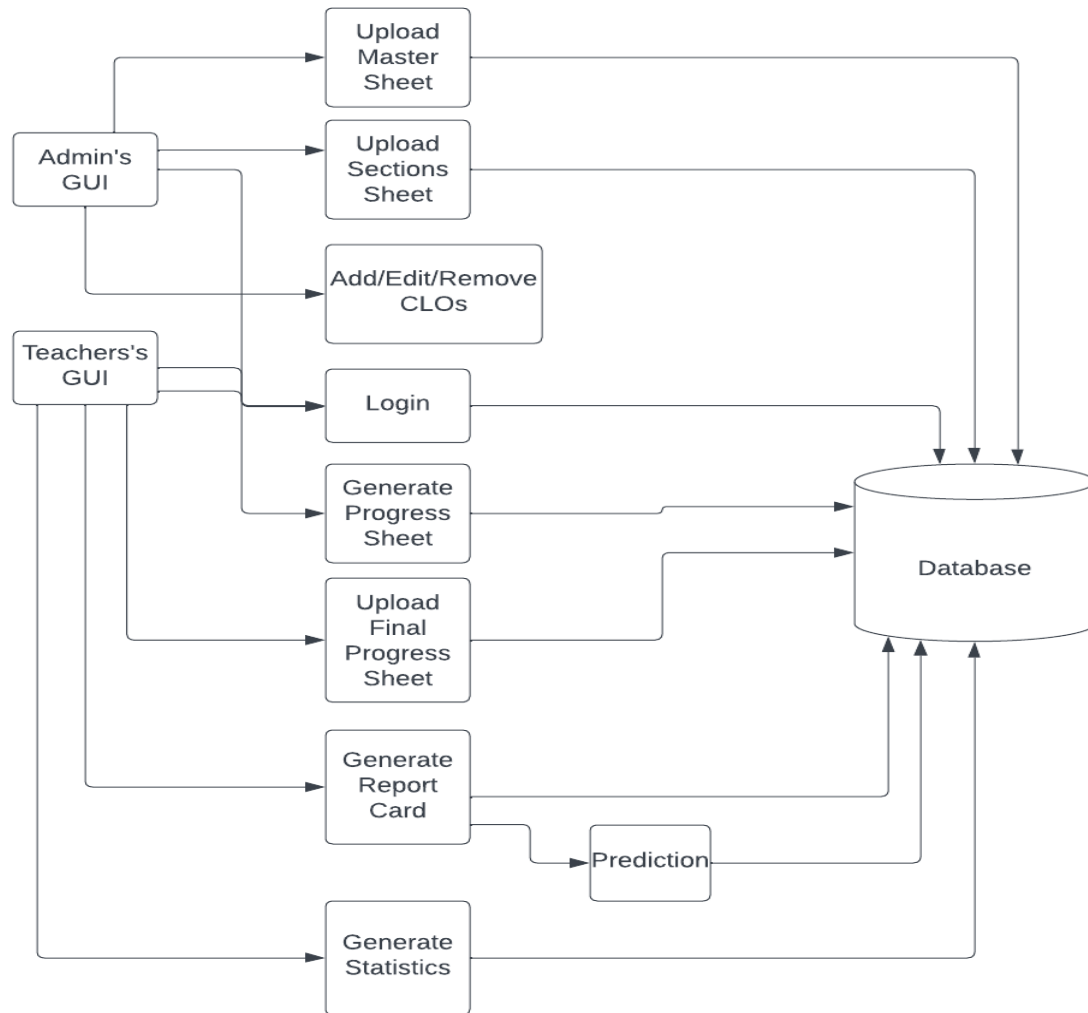 Upload
Master
Sheet
Admin's
GUI
Upload
Sections
Sheet
Add/Edit/Remove
CLOs
Teachers's
GUI
Login
Generate
Progress
Sheet
Database
Upload
Final
Progress
Sheet
Generate
Report
Card
Prediction
Generate
Statistics